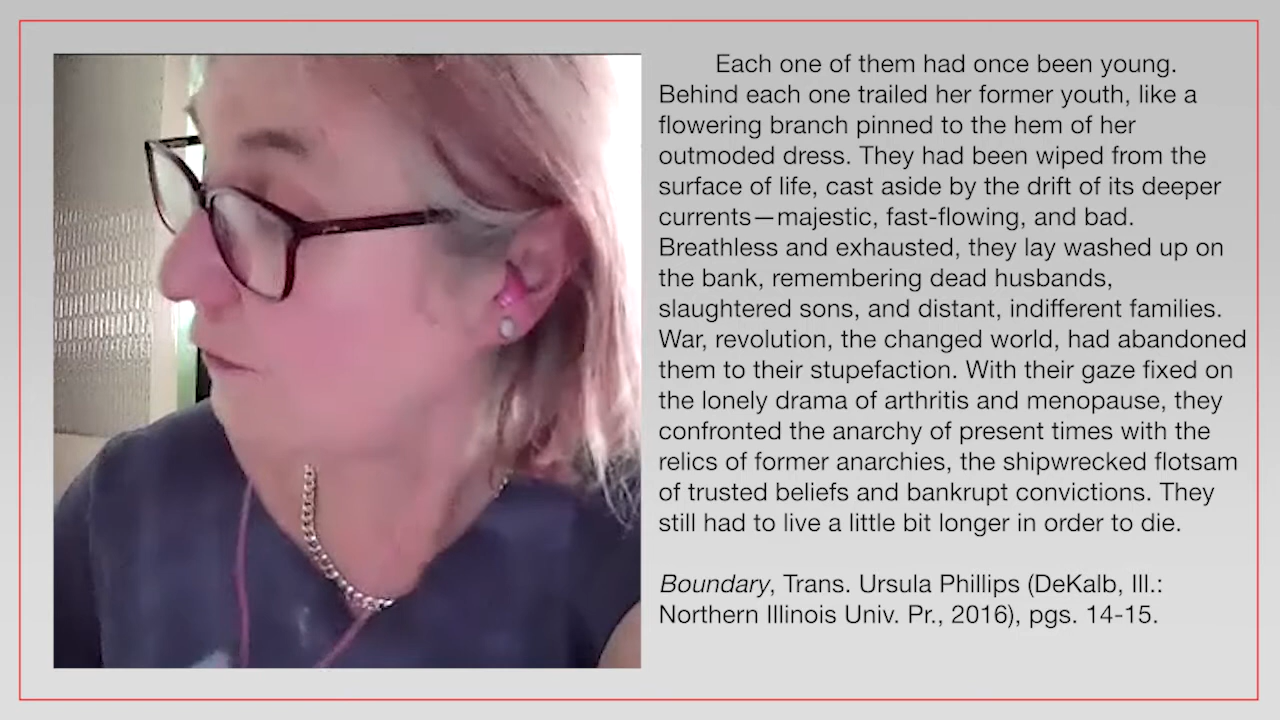 Each one of them had once been young.
Behind each one trailed her former youth, like a
flowering branch pinned to the hem of her
outmoded dress. They had been wiped from the
surface of life, cast aside by the drift of its deeper
currents—majestic, fast-flowing, and bad.
Breathless and exhausted, they lay washed up on
the bank, remembering dead husbands,
slaughtered sons, and distant, indifferent families.
War, revolution, the changed world, had abandoned
them to their stupefaction. With their gaze fixed on
the lonely drama of arthritis and menopause, they
confronted the anarchy of present times with the
relics of former anarchies, the shipwrecked flotsam
of trusted beliefs and bankrupt convictions. They
still had to live a little bit longer in order to die.
Boundary, Trans. Ursula Phillips (DeKalb, Ill.:
Northern Illinois Univ. Pr., 2016), pgs. 14-15.